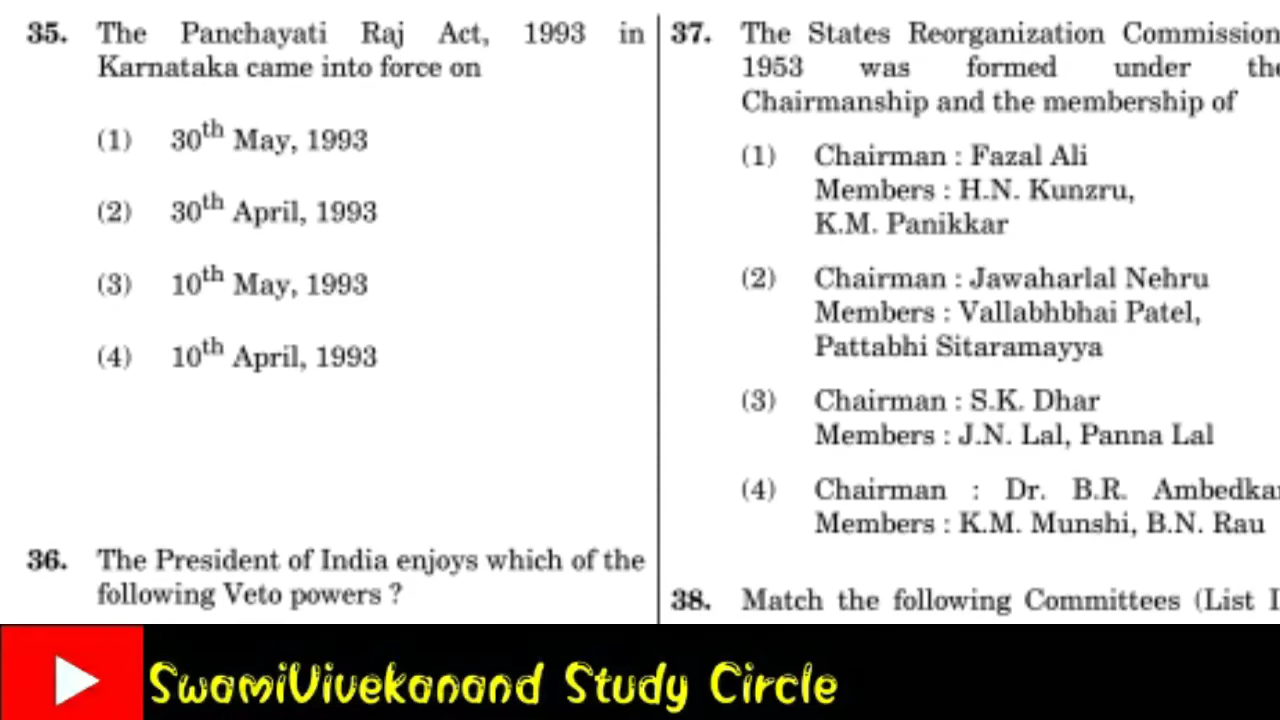 35. The Panchayati Raj Act, 1993 in
Karnataka came into force on
(1) 30th May, 1993
(2) 30th April, 1993
(3) 10th May, 1993
(4) 10th April, 1993
36. The President of India enjoys which of the
following Veto powers ?
37. The States Reorganization Commission
1953 was formed under the
Chairmanship and the membership of
(1) Chairman : Fazal Ali
Members : H.N. Kunzru,
K.M. Panikkar
(2) Chairman : Jawaharlal Nehru
Members : Vallabhbhai Patel,
Pattabhi Sitaramayya
(3) Chairman : S.K. Dhar
Members : J.N. Lal, Panna Lal
(4) Chairman : Dr. B.R. Ambedkar
Members : K.M. Munshi, B.N. Rau
38. Match the following Committees (List I
SwamiVivekanand Study Circle